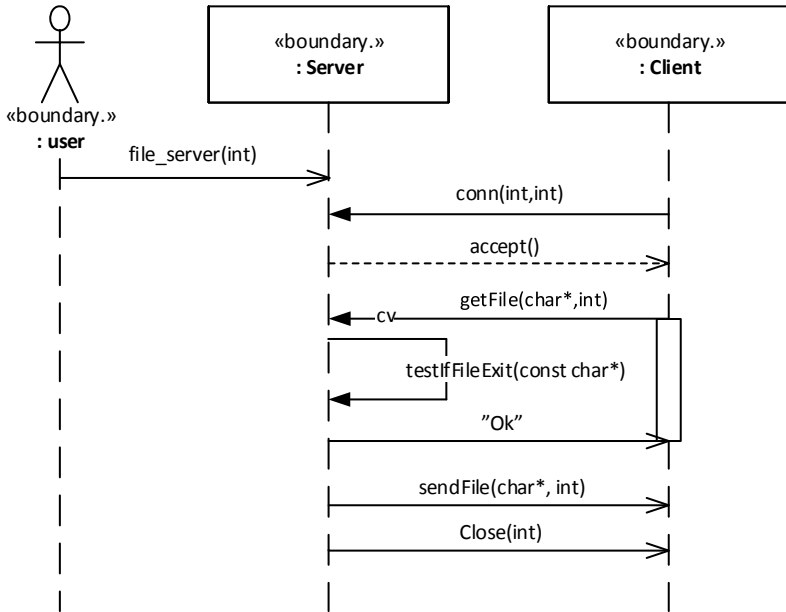 «boundary.»
: Server
«boundary.»
: Client
«boundary.»
: user
file_server(int)
conn(int,int)
accept()
getFile(char*,int)
cv
testIfFileExit(const char*)
”Ok”
sendFile(char*, int)
Close(int)